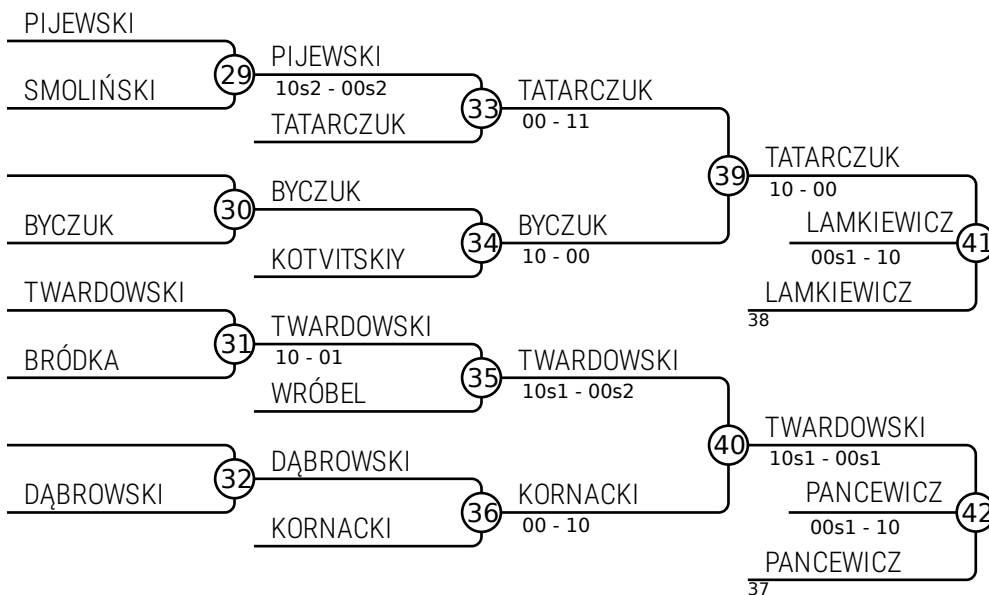 PIJEWSKI
SMOLIŃSKI
29
PIJEWSKI
10s2 - 00s2
TATARCZUK
33
TATARCZUK
00 - 11
BYCZUK
30
BYCZUK
KOTVITSKIY
34
BYCZUK
10 - 00
39
TATARCZUK
10 - 00
LAMKIEWICZ
00s1 - 10
41
LAMKIEWICZ
38
TWARDOWSKI
BRÓDKA
31
TWARDOWSKI
10 - 01
WRÓBEL
35
TWARDOWSKI
10s1 - 00s2
DĄBROWSKI
32
DĄBROWSKI
KORNACKI
36
KORNACKI
00 - 10
40
TWARDOWSKI
10s1 - 00s1
PANCEWICZ
00s1 - 10
42
PANCEWICZ
37